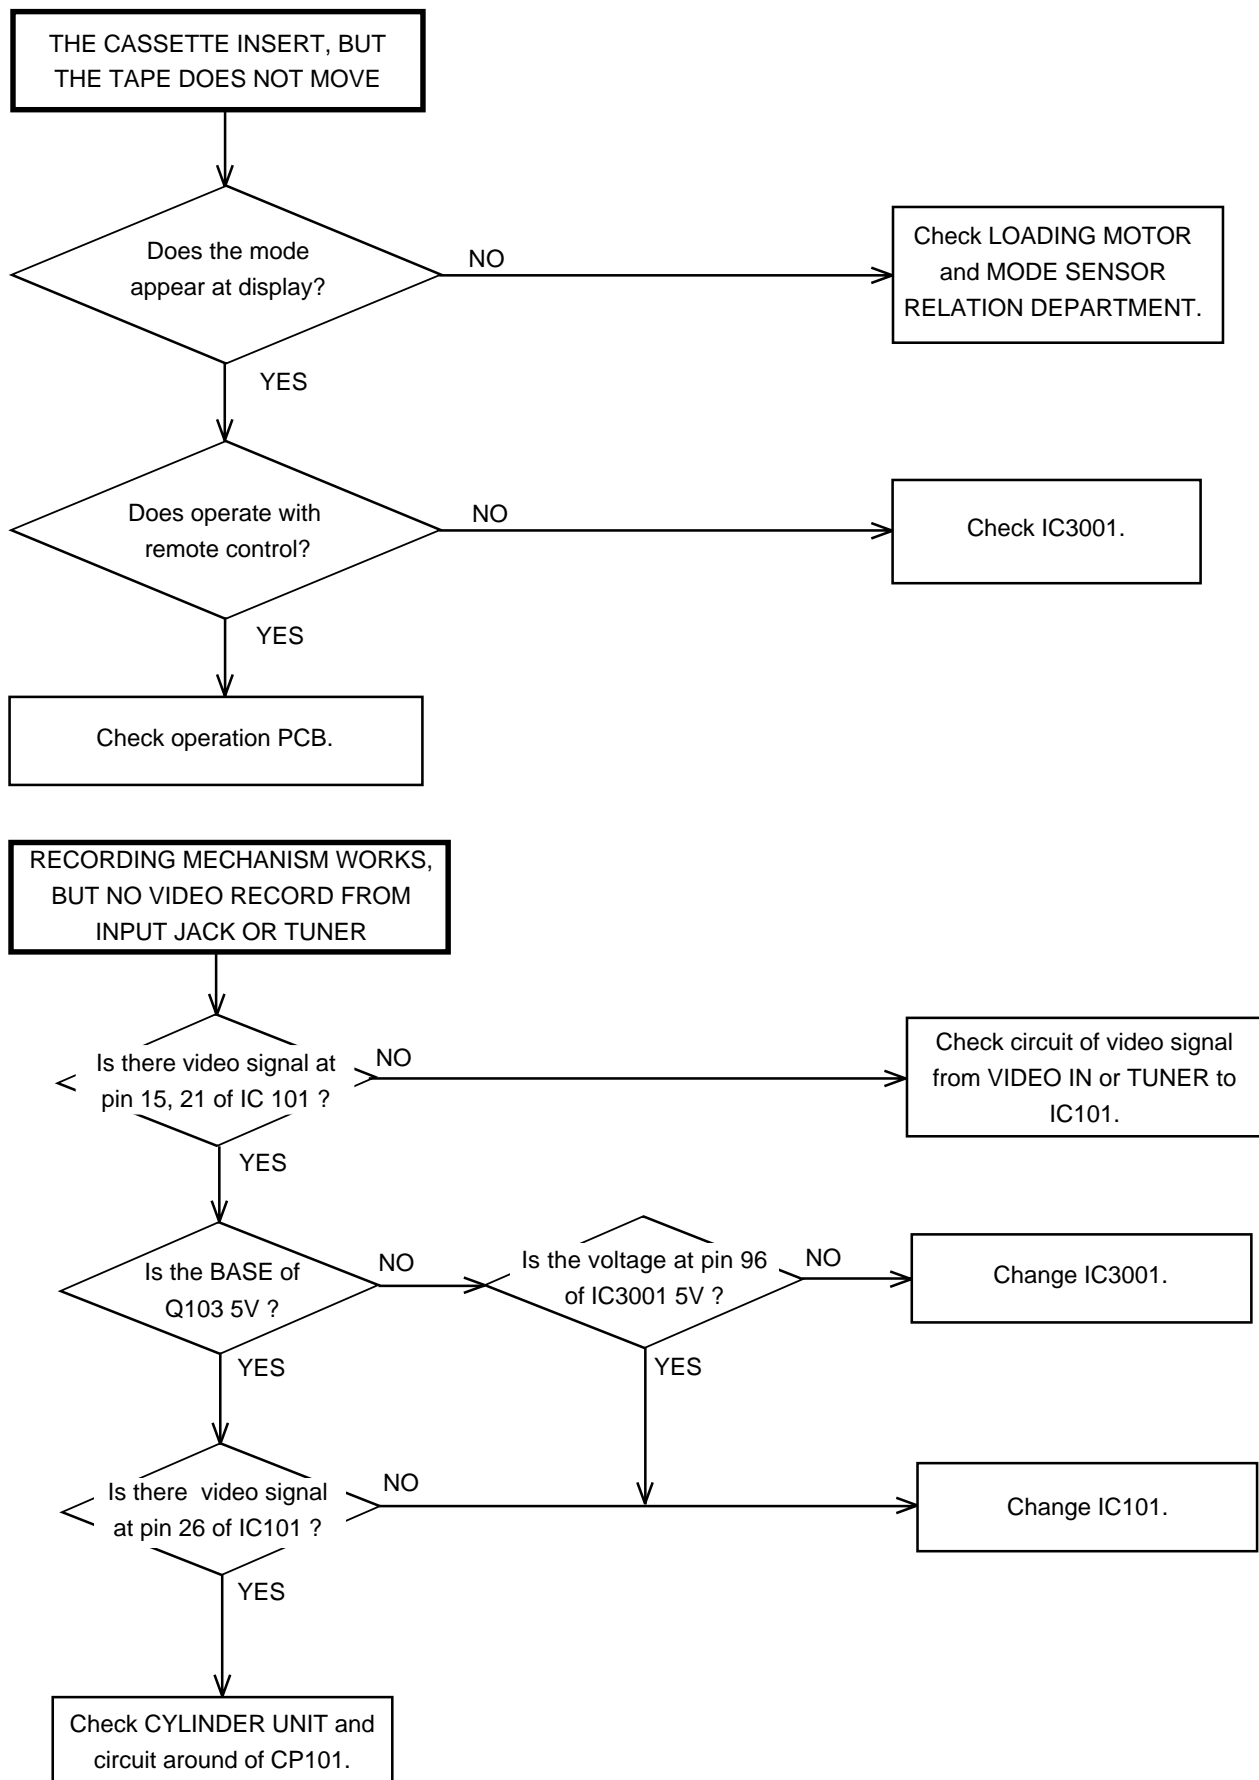 THE CASSETTE INSERT, BUT
THE TAPE DOES NOT MOVE
Does the mode
appear at display?
NO
Check LOADING MOTOR
and MODE SENSOR
RELATION DEPARTMENT.
YES
Does operate with
remote control?
NO
Check IC3001.
YES
Check operation PCB.
RECORDING MECHANISM WORKS,
BUT NO VIDEO RECORD FROM
INPUT JACK OR TUNER
Is there video signal at
pin 15, 21 of IC 101 ?
NO
Check circuit of video signal
from VIDEO IN or TUNER to
IC101.
YES
Is the BASE of
Q103 5V ?
NO
Is the voltage at pin 96
of IC3001 5V ?
NO
Change IC3001.
YES
YES
Is there  video signal
at pin 26 of IC101 ?
NO
Change IC101.
YES
Check CYLINDER UNIT and
circuit around of CP101.